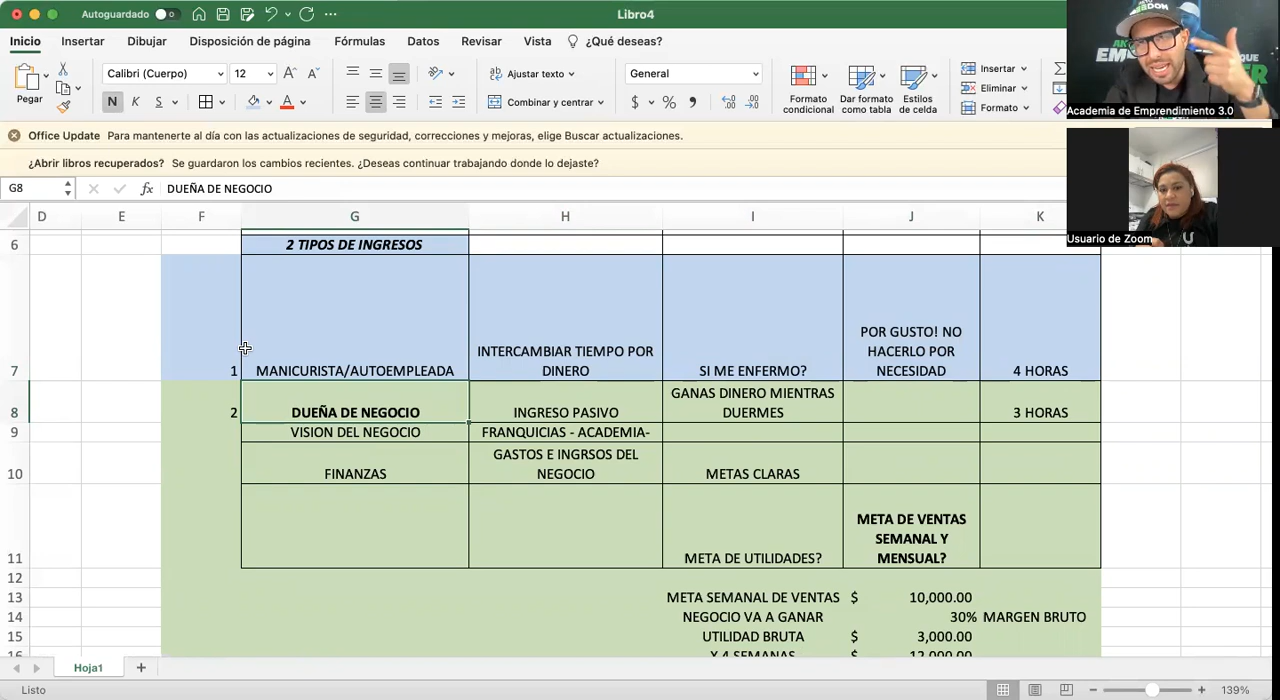 Autoguardado
Libro4
Inicio Insertar Dibujar Disposición de página Fórmulas Datos Revisar Vista ¿Qué deseas?
Pegar
Calibri (Cuerpo) 12
N K S
Ajustar texto
Combinar y centrar
General
$ %
Formato condicional
Dar formato como tabla
Estilos de celda
Insertar
Eliminar
Formato
Academia de Emprendimiento 3.0
Office Update Para mantenerte al día con las actualizaciones de seguridad, correcciones y mejoras, elige Buscar actualizaciones.
¿Abrir libros recuperados? Se guardaron los cambios recientes. ¿Deseas continuar trabajando donde lo dejaste?
G8 fx DUEÑA DE NEGOCIO
Usuario de Zoom
D E F G H I J K
6 2 TIPOS DE INGRESOS
7 1 MANICURISTA/AUTOEMPLEADA INTERCAMBIAR TIEMPO POR DINERO SI ME ENFERMO? POR GUSTO! NO HACERLO POR NECESIDAD 4 HORAS
8 2 DUEÑA DE NEGOCIO INGRESO PASIVO GANAS DINERO MIENTRAS DUERMES 3 HORAS
9 VISION DEL NEGOCIO FRANQUICIAS - ACADEMIA-
10 FINANZAS GASTOS E INGRSOS DEL NEGOCIO METAS CLARAS
11 META DE UTILIDADES? META DE VENTAS SEMANAL Y MENSUAL?
12
13 META SEMANAL DE VENTAS $ 10,000.00
14 NEGOCIO VA A GANAR 30% MARGEN BRUTO
15 UTILIDAD BRUTA $ 3,000.00
16 X 4 SEMANAS 12,000.00
Hoja1
Listo
139%